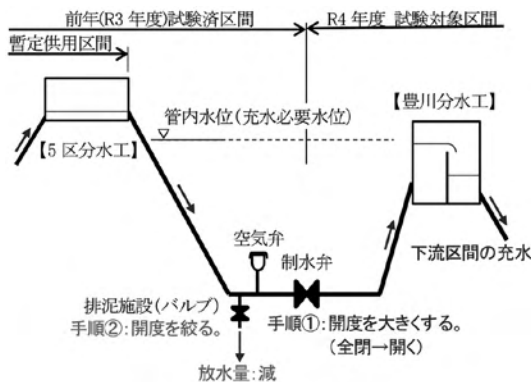 前年(R3 年度)試験済区間
R4 年度 試験対象区間
暫定供用区間
管内水位(充水必要水位)
【豊川分水工】
【5 区分水工】
空気弁
制水弁
下流区間の充水
排泥施設(バルブ)
手順②:開度を絞る。
手順①:開度を大きくする。
(全閉→開く)
放水量:減